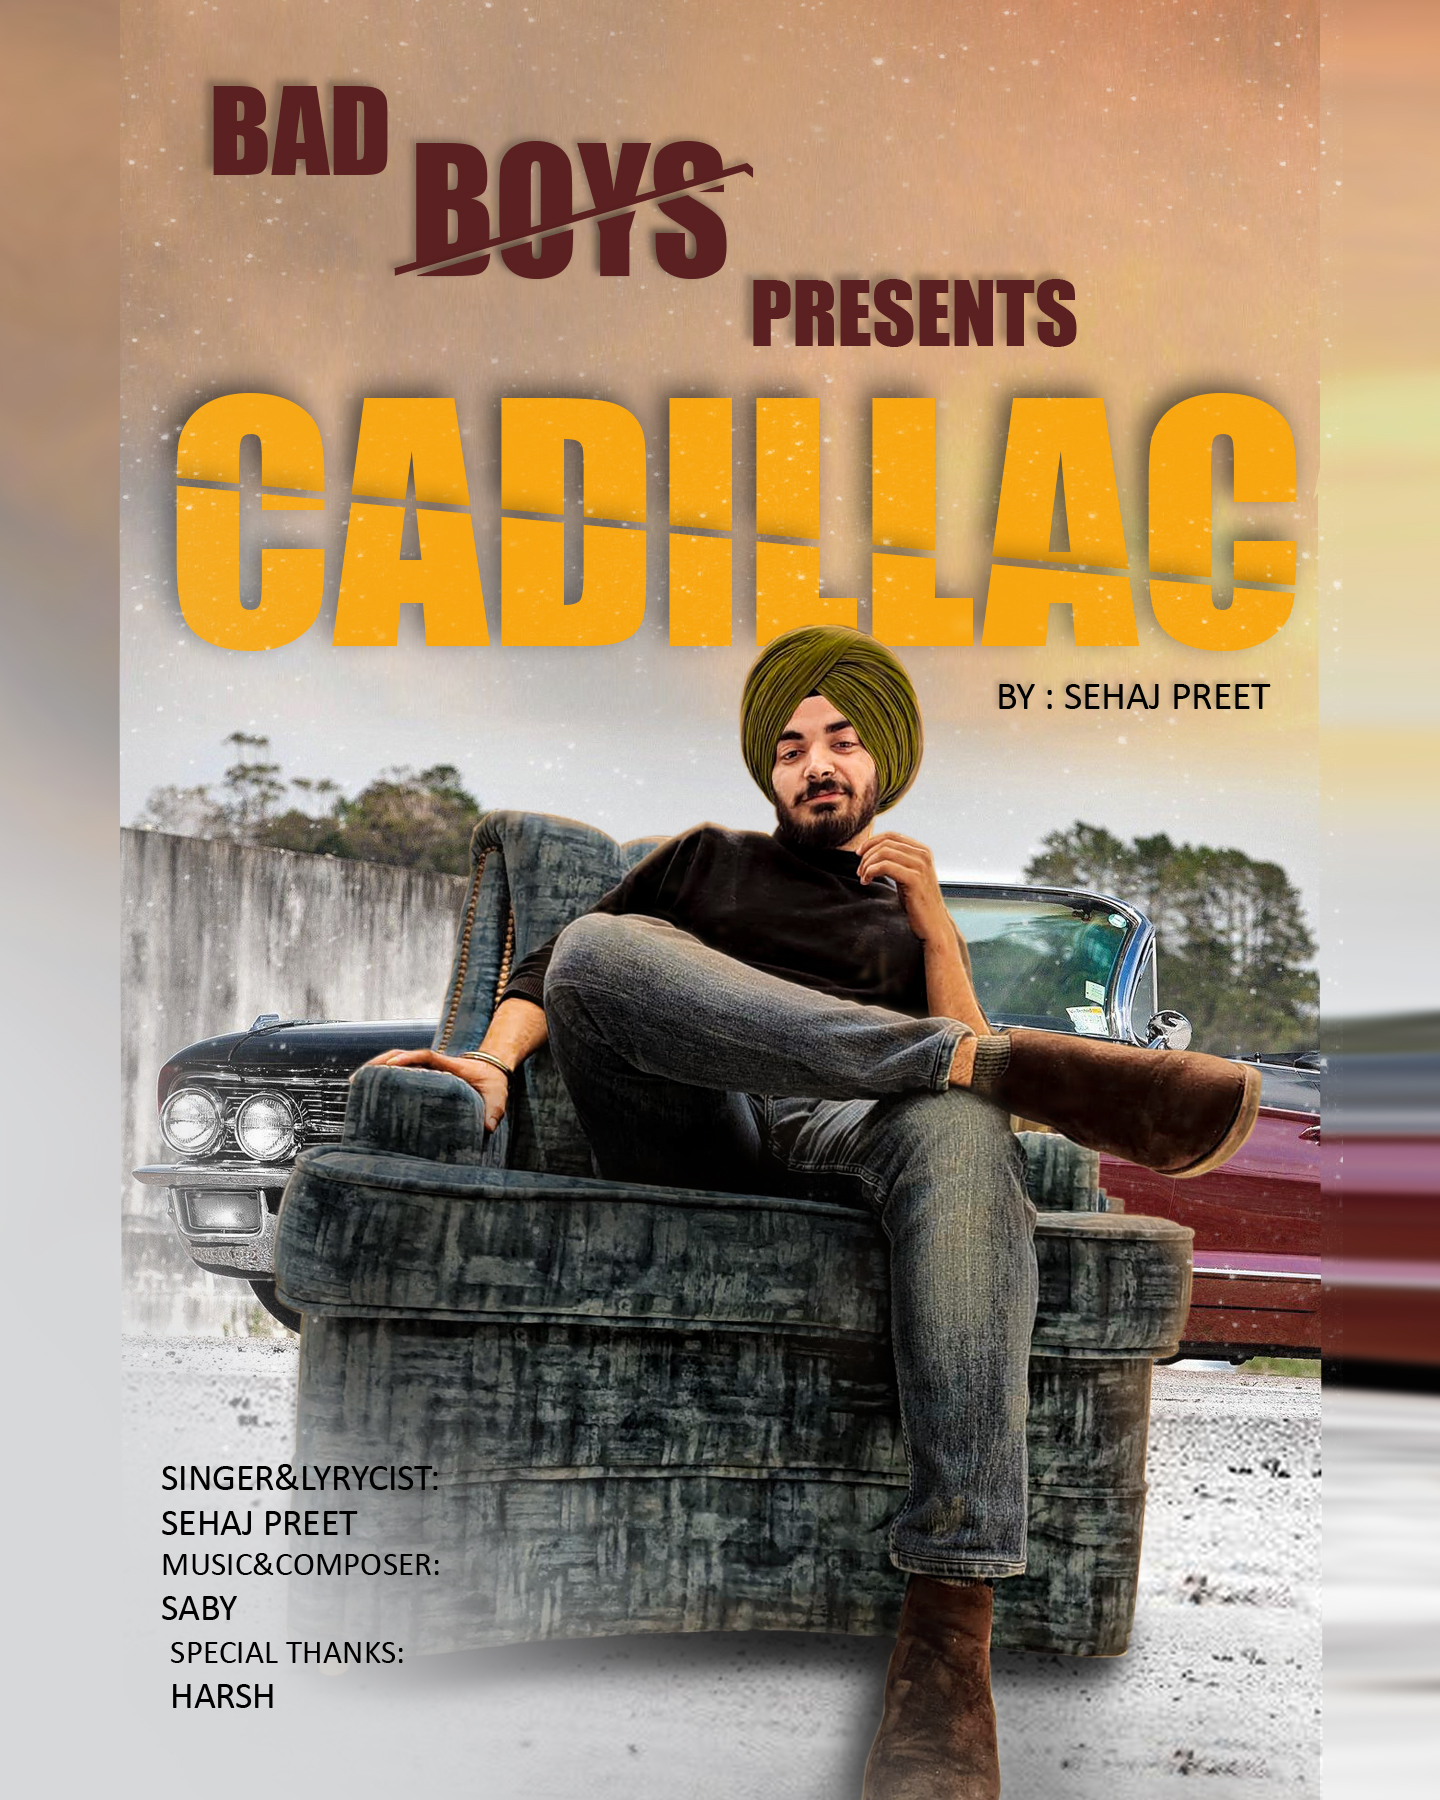 BAD
BOYS
PRESENTS
CADILLAC
BY : SEHAJ PREET
SINGER&LYRYCIST:
SEHAJ PREET
MUSIC&COMPOSER:
SABY
SPECIAL THANKS:
HARSH